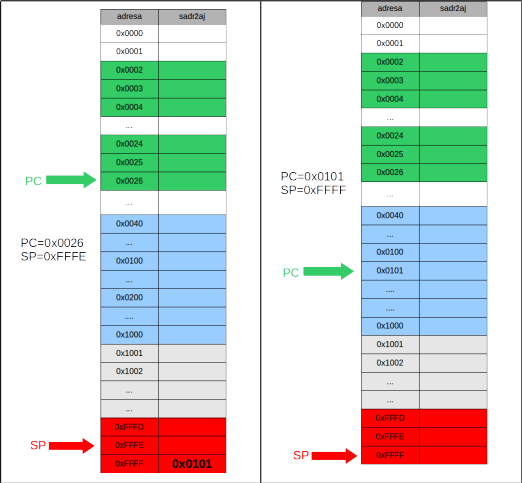 adresa sadržaj
0x0000
0x0001
0x0002
0x0003
0x0004
...
0x0024
0x0025
PC 0x0026
...
0x0040
PC=0x0026 ...
SP=0xFFFE 0x0100
...
0x0200
....
0x1000
0x1001
0x1002
...
...
0xFFFD
SP 0xFFFE
0xFFFF 0x0101
adresa sadržaj
0x0000
0x0001
0x0002
0x0003
0x0004
...
0x0024
0x0025
PC=0x0101 0x0026
SP=0xFFFF ...
0x0040
...
0x0100
PC 0x0101
....
....
0x1000
0x1001
0x1002
...
...
0xFFFD
0xFFFE
SP 0xFFFF